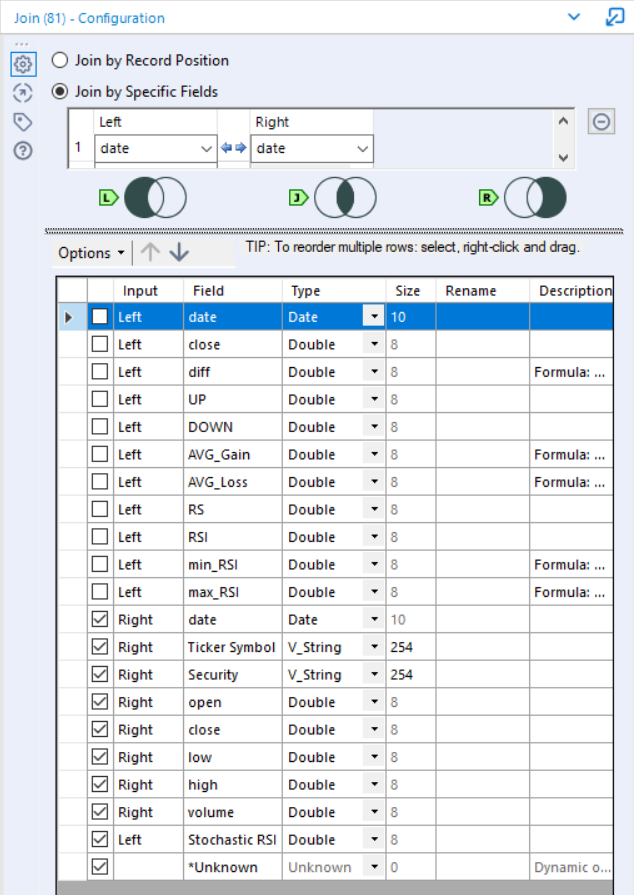 Join (81) - Configuration
Join by Record Position
Join by Specific Fields
Left Right
1 date date
L J R
Options TIP: To reorder multiple rows: select, right-click and drag.
Input Field Type Size Rename Description
Left date Date 10
Left close Double 8
Left diff Double 8 Formula: ...
Left UP Double 8
Left DOWN Double 8
Left AVG_Gain Double 8 Formula: ...
Left AVG_Loss Double 8 Formula: ...
Left RS Double 8
Left RSI Double 8
Left min_RSI Double 8 Formula: ...
Left max_RSI Double 8 Formula: ...
Right date Date 10
Right Ticker Symbol V_String 254
Right Security V_String 254
Right open Double 8
Right close Double 8
Right low Double 8
Right high Double 8
Right volume Double 8
Left Stochastic RSI Double 8
*Unknown Unknown 0 Dynamic o...